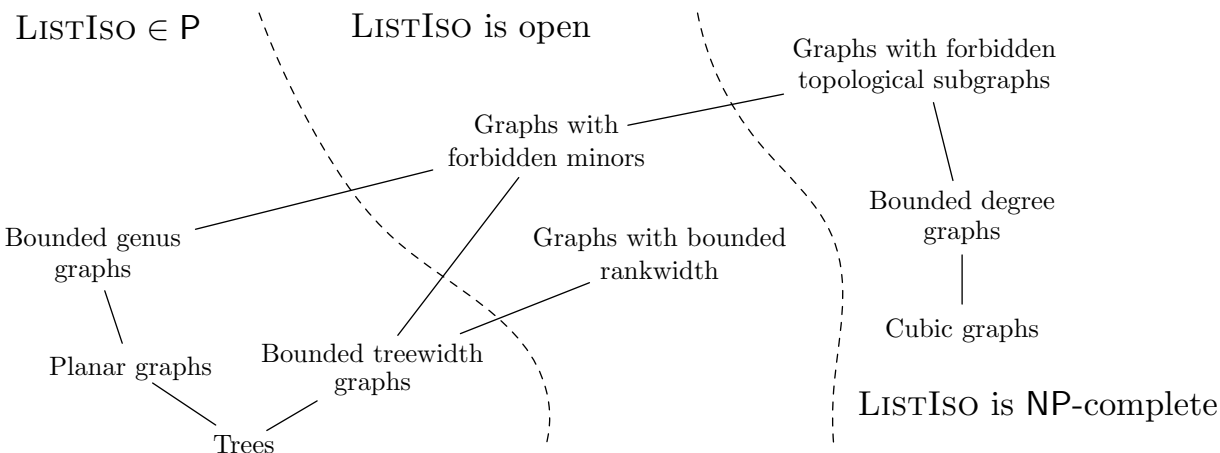 LISTISO ∈ P
LISTISO is open
Graphs with forbidden
topological subgraphs
Graphs with
forbidden minors
Bounded degree
graphs
Bounded genus
graphs
Graphs with bounded
rankwidth
Cubic graphs
Planar graphs
Bounded treewidth
graphs
LISTISO is NP-complete
Trees